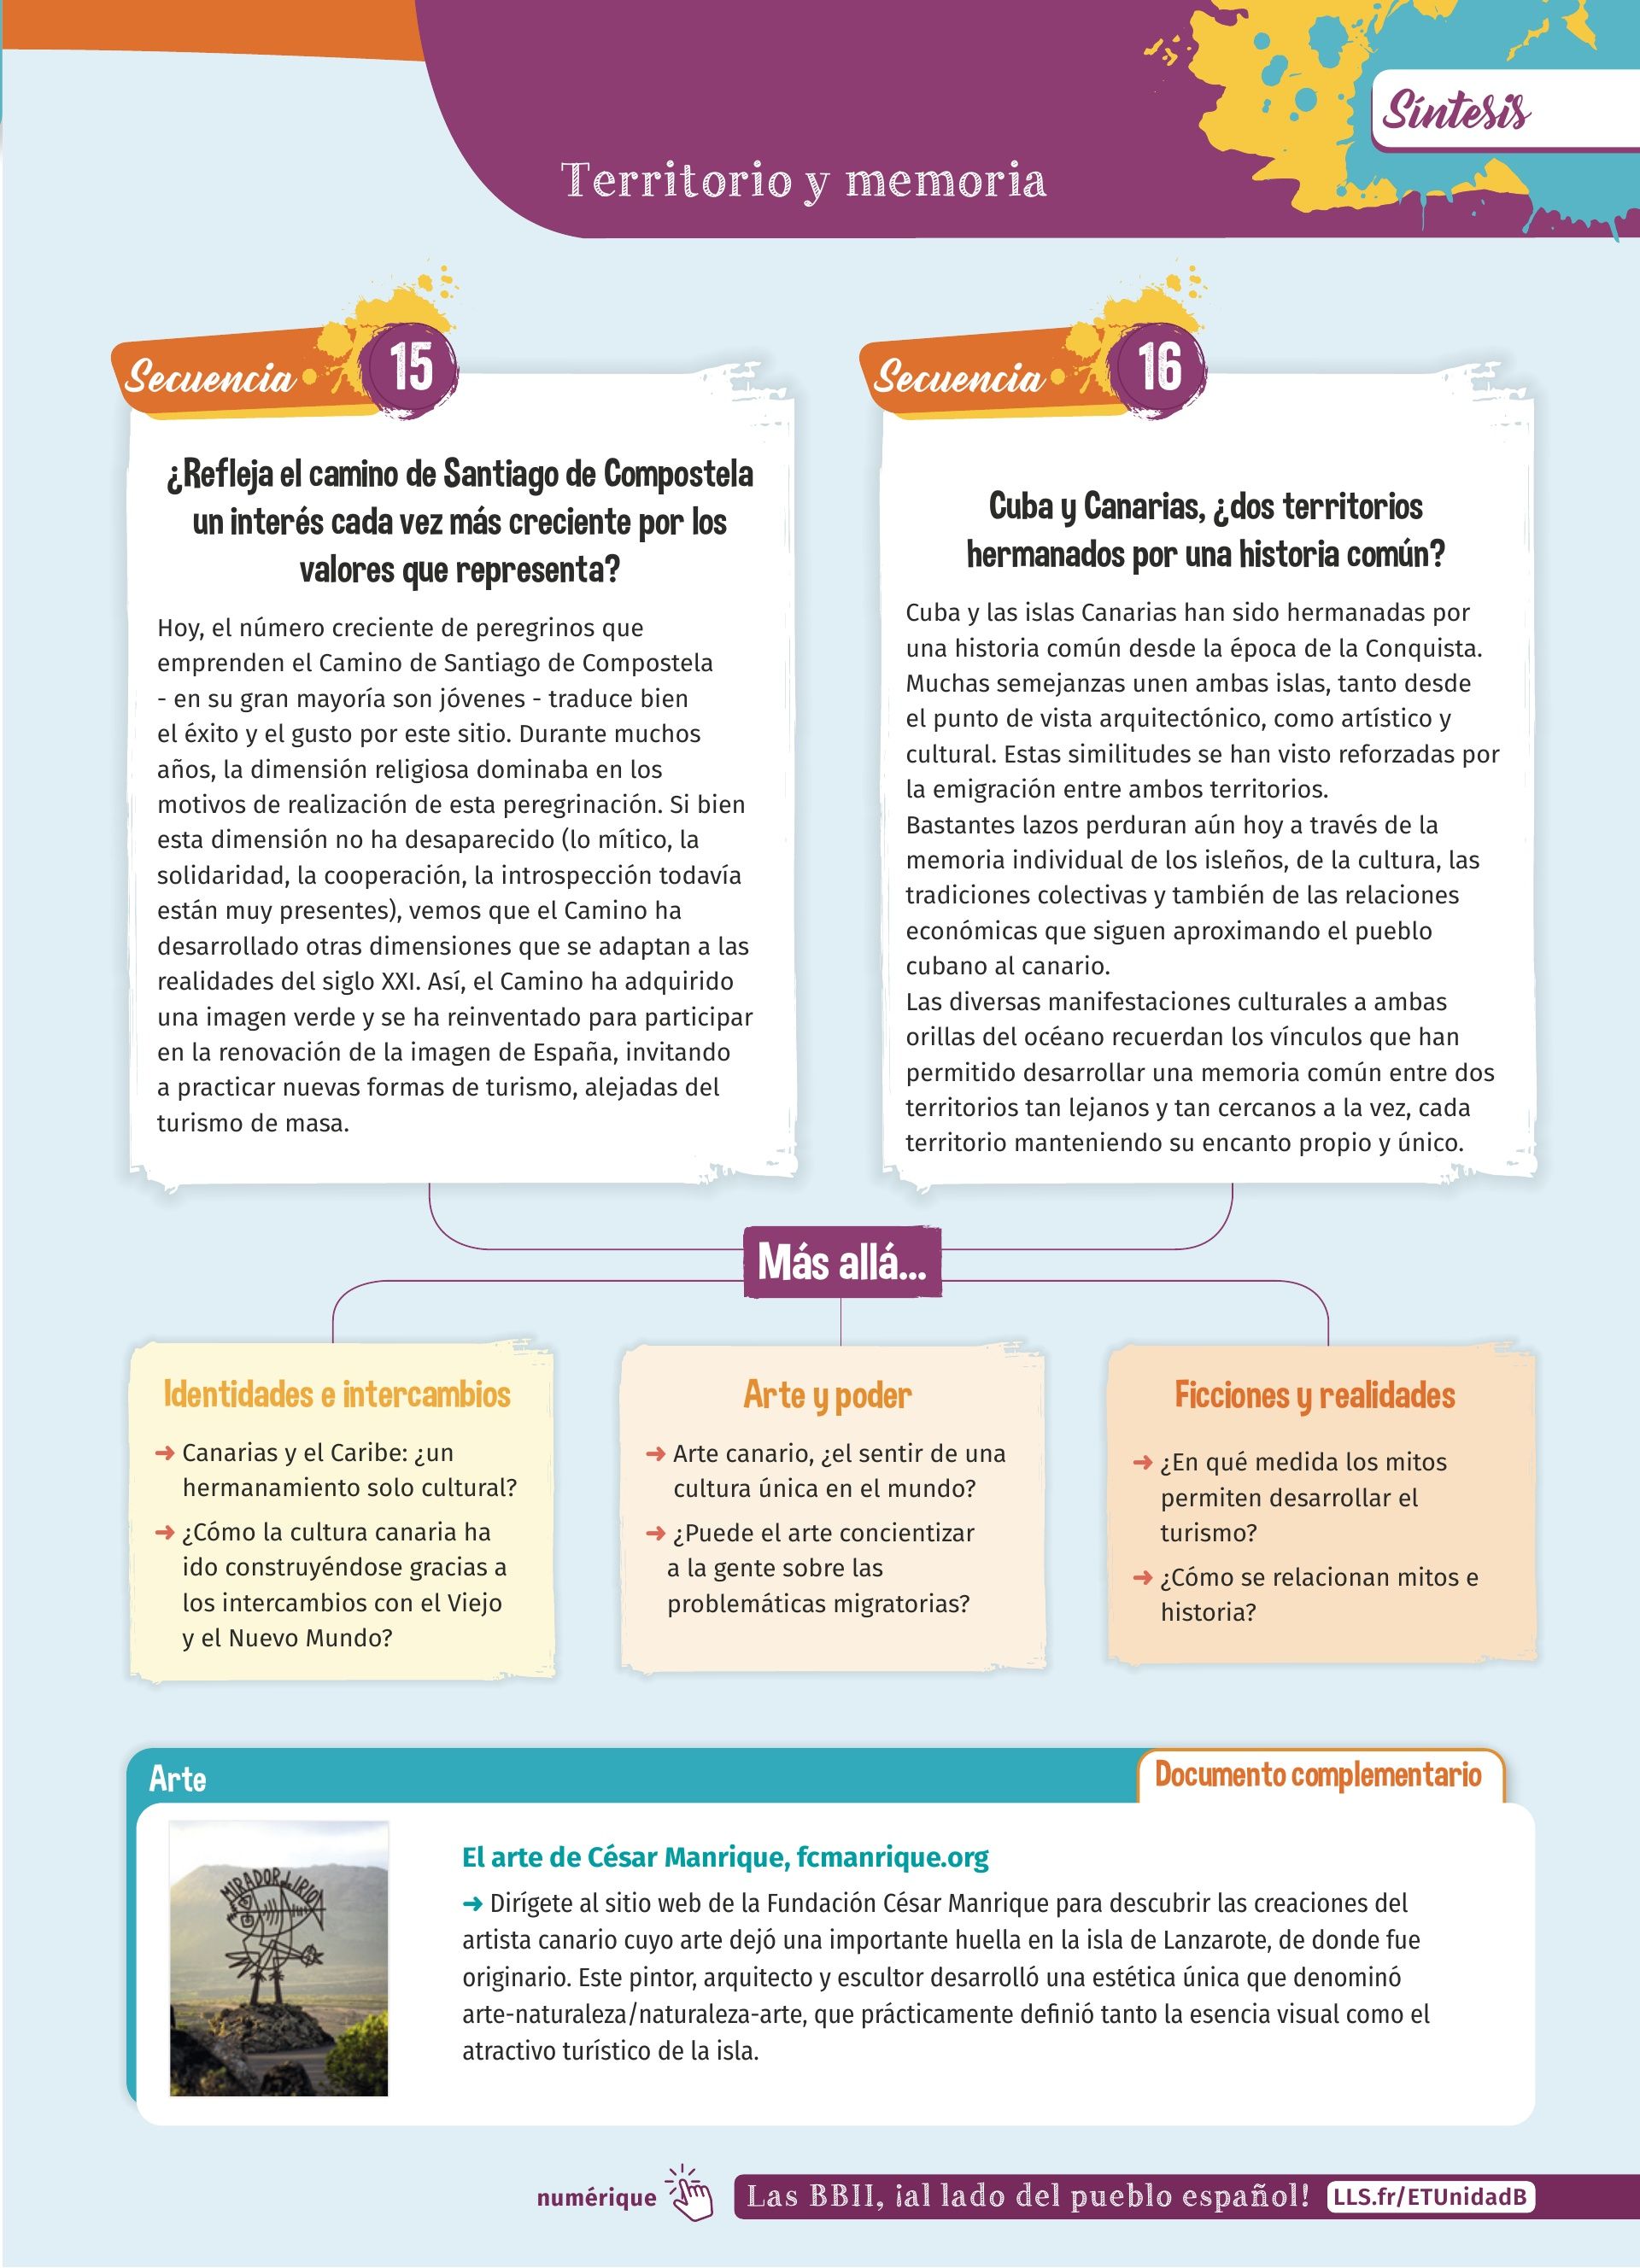 Síntesis
Territorio y memoria
Secuencia 15
¿Refleja el camino de Santiago de Compostela
un interés cada vez más creciente por los
valores que representa?
Hoy, el número creciente de peregrinos que
emprenden el Camino de Santiago de Compostela
- en su gran mayoría son jóvenes - traduce bien
el éxito y el gusto por este sitio. Durante muchos
años, la dimensión religiosa dominaba en los
motivos de realización de esta peregrinación. Si bien
esta dimensión no ha desaparecido (lo mítico, la
solidaridad, la cooperación, la introspección todavía
están muy presentes), vemos que el Camino ha
desarrollado otras dimensiones que se adaptan a las
realidades del siglo XXI. Así, el Camino ha adquirido
una imagen verde y se ha reinventado para participar
en la renovación de la imagen de España, invitando
a practicar nuevas formas de turismo, alejadas del
turismo de masa.
Secuencia 16
Cuba y Canarias, ¿dos territorios
hermanados por una historia común?
Cuba y las islas Canarias han sido hermanadas por
una historia común desde la época de la Conquista.
Muchas semejanzas unen ambas islas, tanto desde
el punto de vista arquitectónico, como artístico y
cultural. Estas similitudes se han visto reforzadas por
la emigración entre ambos territorios.
Bastantes lazos perduran aún hoy a través de la
memoria individual de los isleños, de la cultura, las
tradiciones colectivas y también de las relaciones
económicas que siguen aproximando el pueblo
cubano al canario.
Las diversas manifestaciones culturales a ambas
orillas del océano recuerdan los vínculos que han
permitido desarrollar una memoria común entre dos
territorios tan lejanos y tan cercanos a la vez, cada
territorio manteniendo su encanto propio y único.
Más allá...
Identidades e intercambios
➜ Canarias y el Caribe: ¿un
hermanamiento solo cultural?
➜ ¿Cómo la cultura canaria ha
ido construyéndose gracias a
los intercambios con el Viejo
y el Nuevo Mundo?
Arte y poder
➜ Arte canario, ¿el sentir de una
cultura única en el mundo?
➜ ¿Puede el arte concientizar
a la gente sobre las
problemáticas migratorias?
Ficciones y realidades
➜ ¿En qué medida los mitos
permiten desarrollar el
turismo?
➜ ¿Cómo se relacionan mitos e
historia?
Arte
Documento complementario
MIRADOR del RIO
El arte de César Manrique, fcmanrique.org
➜ Dirígete al sitio web de la Fundación César Manrique para descubrir las creaciones del
artista canario cuyo arte dejó una importante huella en la isla de Lanzarote, de donde fue
originario. Este pintor, arquitecto y escultor desarrolló una estética única que denominó
arte-naturaleza/naturaleza-arte, que prácticamente definió tanto la esencia visual como el
atractivo turístico de la isla.
numérique
Las BBII, ¡al lado del pueblo español!
LLS.fr/ETUnidadB